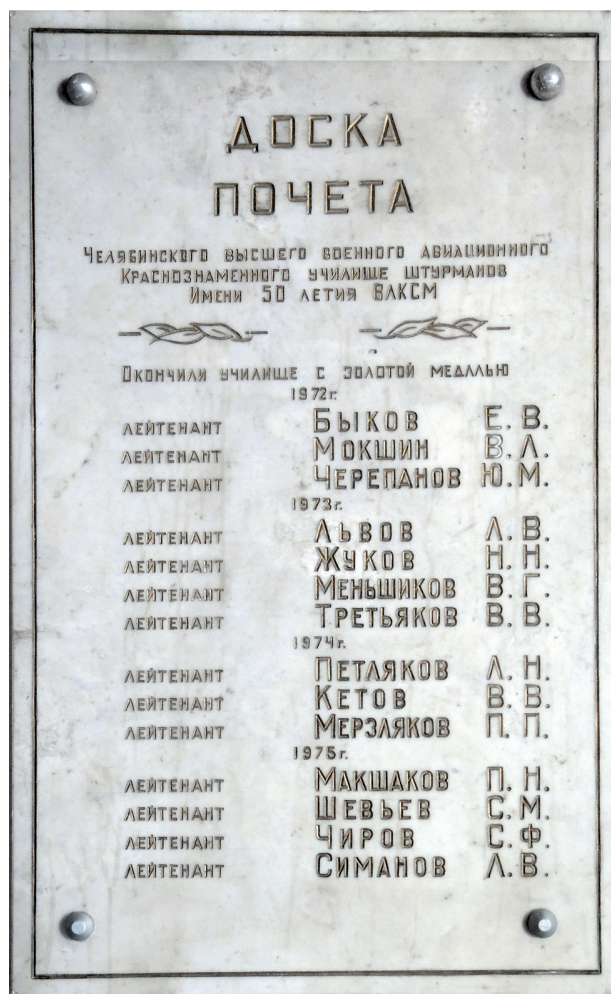 ДОСКА
ПОЧЕТА
Челябинского высшего военного авиационного
Краснознаменного училище штурманов
Имени 50 летия ВЛКСМ
Окончили училище с золотой медалью
1972г.
лейтенант Быков Е. В.
лейтенант Мокшин В. Л.
лейтенант Черепанов Ю. М.
1973г.
лейтенант Львов Л. В.
лейтенант Жуков Н. Н.
лейтенант Меньшиков В. Г.
лейтенант Третьяков В. В.
1974г.
лейтенант Петляков Л. Н.
лейтенант Кетов В. В.
лейтенант Мерзляков П. П.
1975г.
лейтенант Макшаков П. Н.
лейтенант Шевьев С. М.
лейтенант Чиров С. Ф.
лейтенант Симанов Л. В.